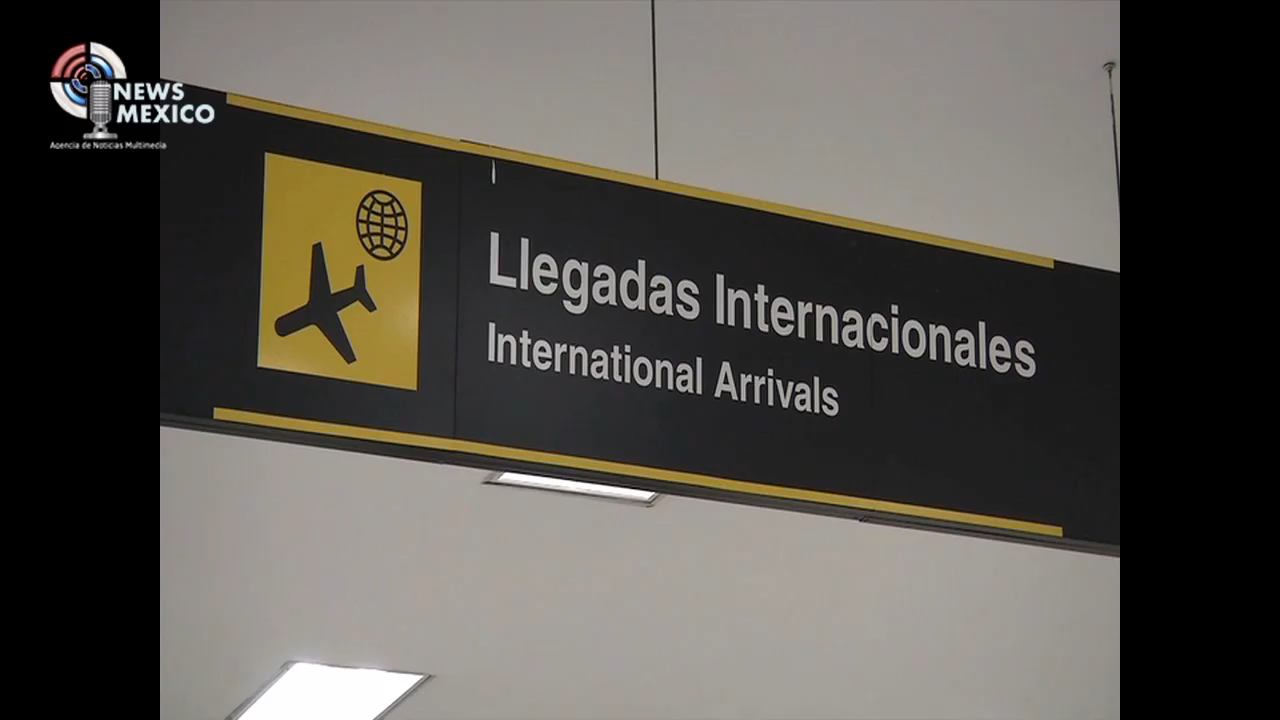 NEWS
MEXICO
Agencia de Noticias Multimedia
Llegadas Internacionales
International Arrivals